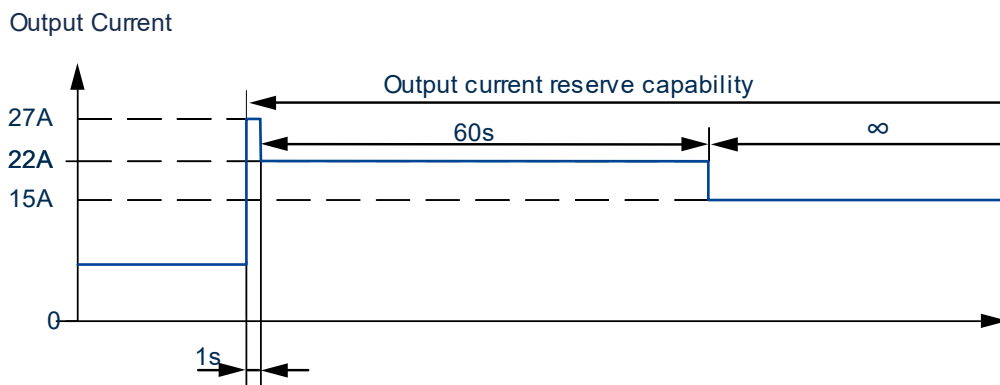 Output Current
Output current reserve capability
27A
60s
∞
22A
15A
0
1s